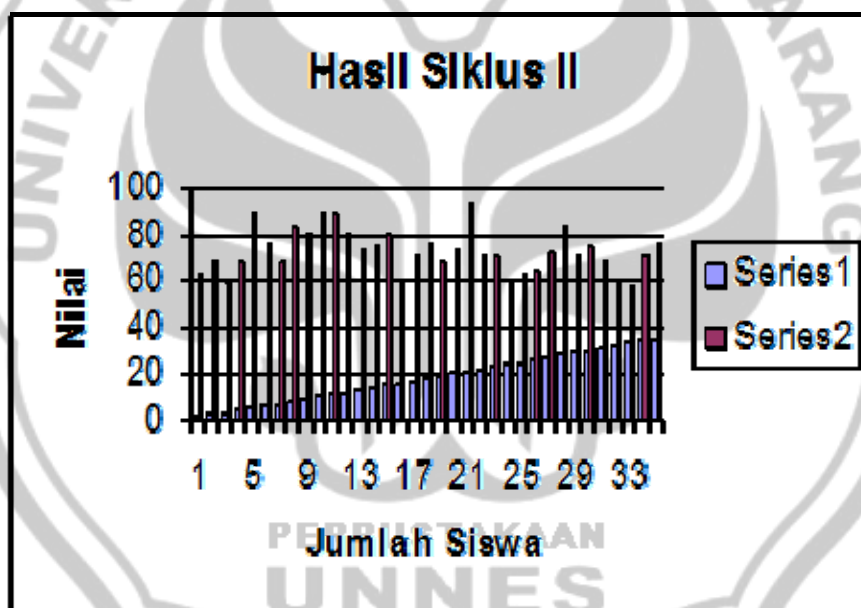 Hasil Siklus II
100
80
60
40
20
0
Nilai
1 5 9 13 17 21 25 29 33
Jumlah Siswa
Series1
Series2
PERPUSTAKAAN
UNNES